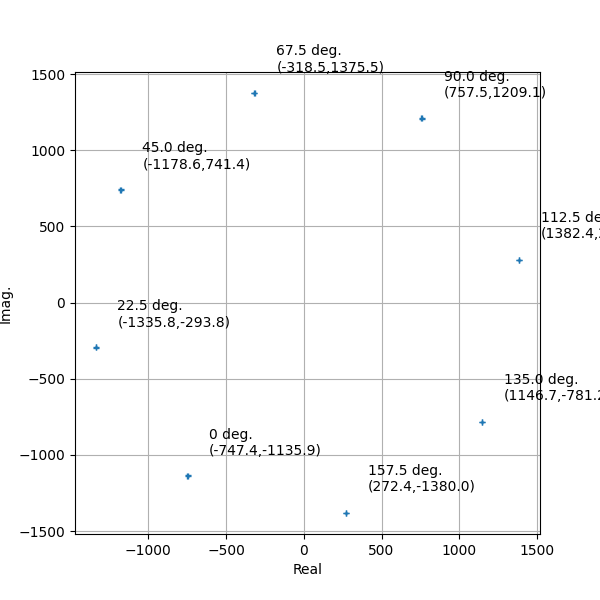 67.5 deg.
(-318.5,1375.5)
90.0 deg.
(757.5,1209.1)
45.0 deg.
(-1178.6,741.4)
112.5
(1382.4,
22.5 deg.
(-1335.8,-293.8)
135.0 deg.
(1146.7,-781.2
0 deg.
(-747.4,-1135.9)
157.5 deg.
(272.4,-1380.0)
1500
1000
500
0
−500
−1000
−1500
Imag.
−1000 −500 0 500 1000 1500
Real